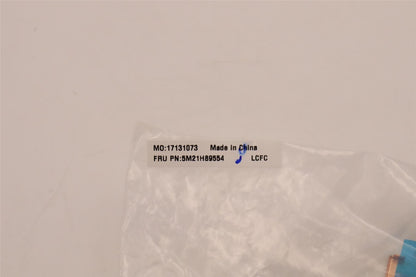 MO:17131073 Made in China
FRU PN:5M21H89554 LCFC